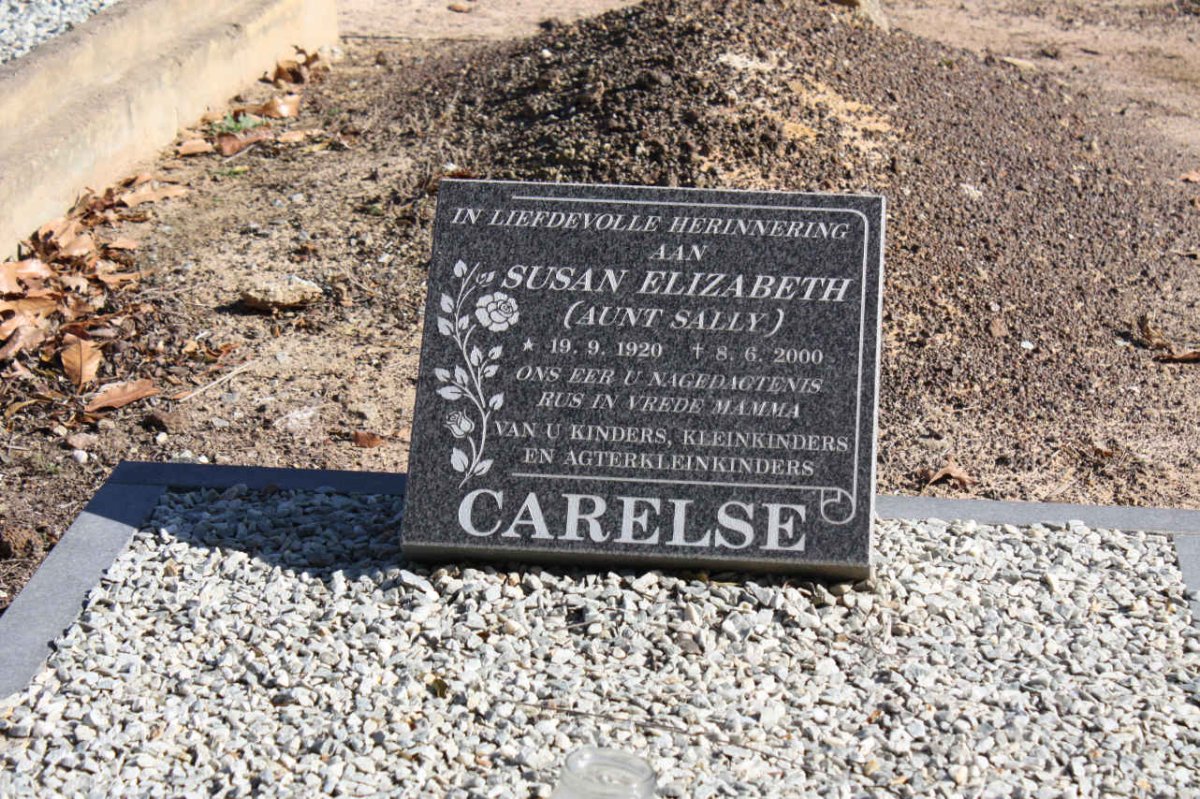 IN LIEFDEVOLLE HERINNERING
AAN
SUSAN ELIZABETH
(AUNT SALLY)
* 19. 9. 1920 † 8. 6. 2000
ONS EER U NAGEDAGTENIS
RUS IN VREDE MAMMA
VAN U KINDERS, KLEINKINDERS
EN AGTERKLEINKINDERS
CARELSE